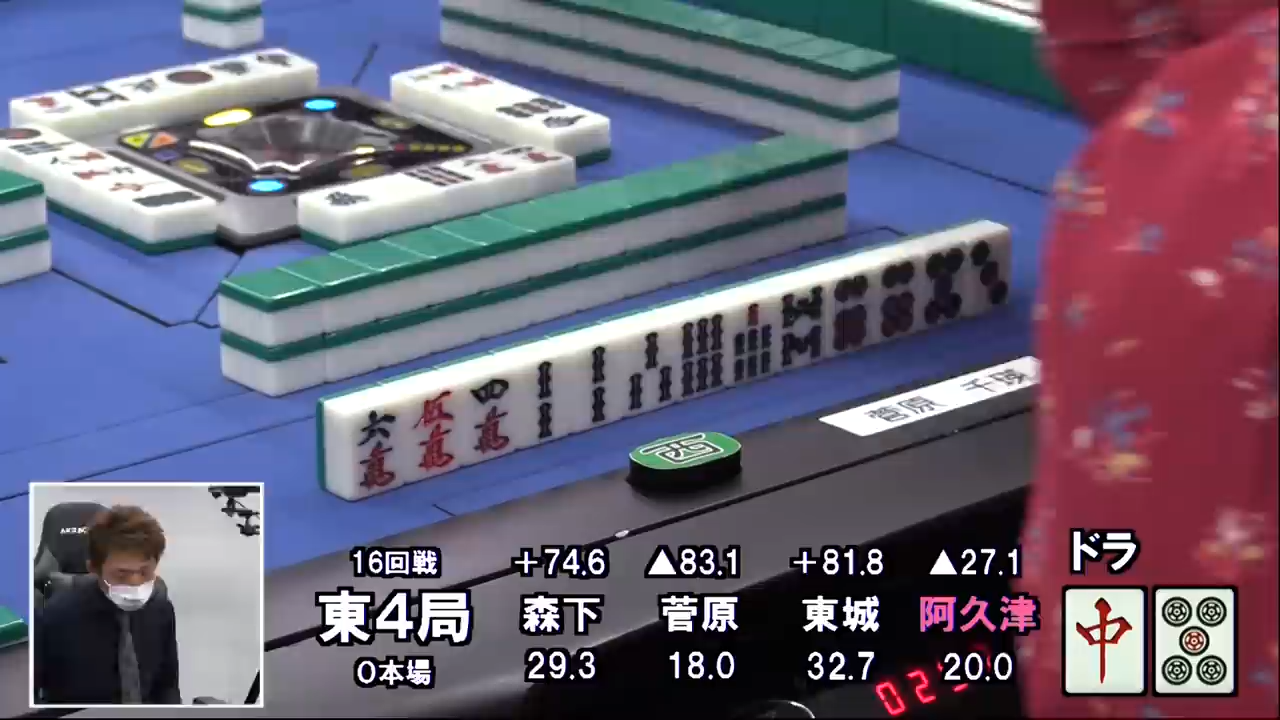 六萬
伍萬
四萬
西
菅原 千瑛
ドラ
中
16回戦 +74.6 ▲83.1 +81.8 ▲27.1
東4局 森下 菅原 東城 阿久津
0本場 29.3 18.0 32.7 20.0